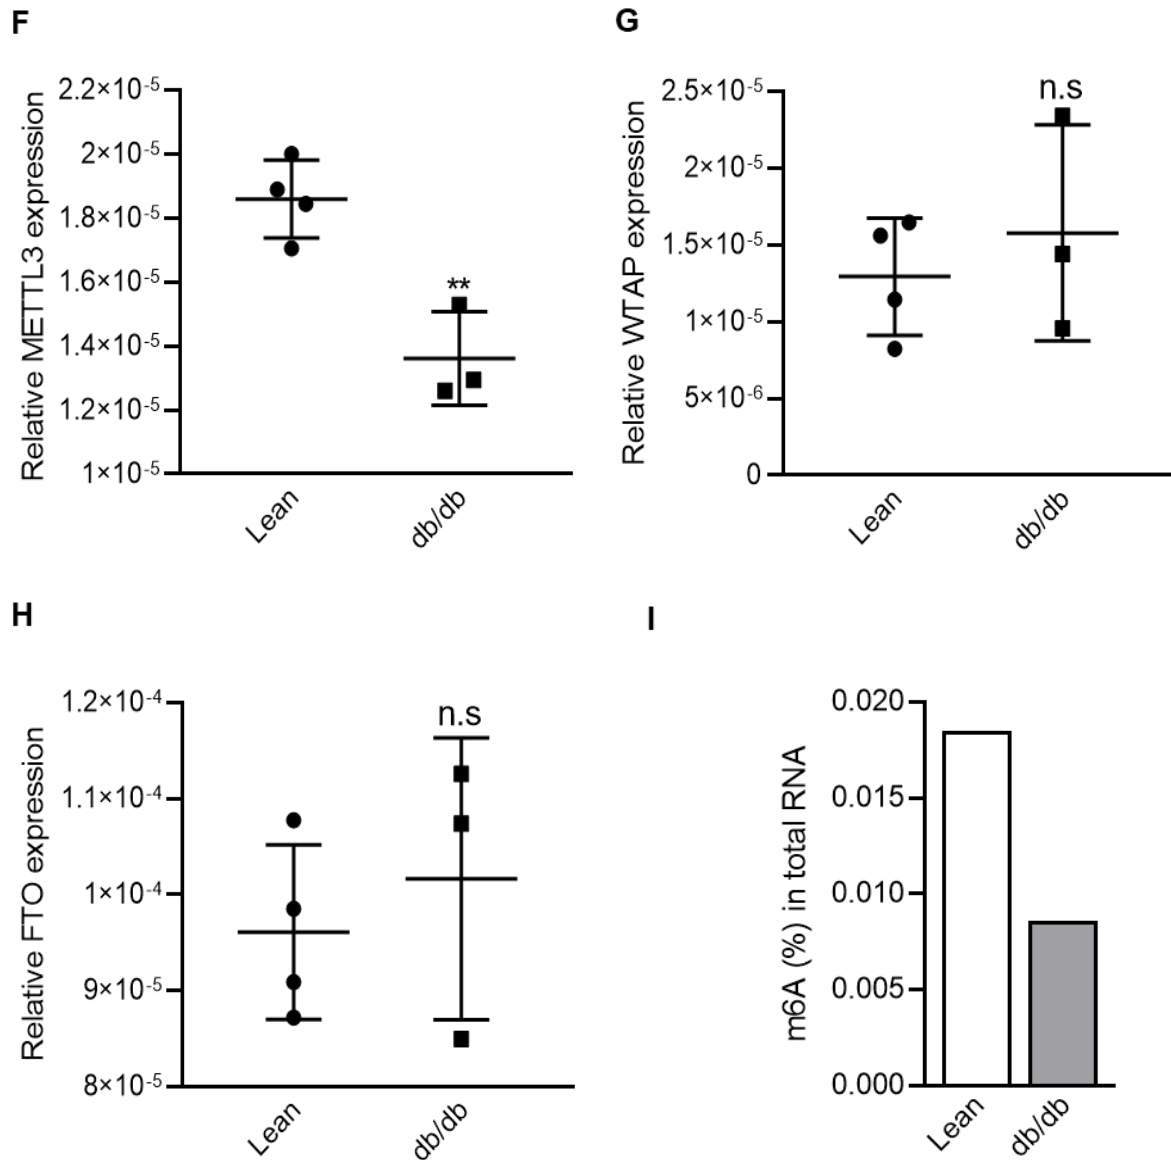 F
Relative METTL3 expression
2.2×10⁻⁵
2×10⁻⁵
1.8×10⁻⁵
1.6×10⁻⁵
1.4×10⁻⁵
1.2×10⁻⁵
1×10⁻⁵
**
Lean
db/db
G
Relative WTAP expression
2.5×10⁻⁵
2×10⁻⁵
1.5×10⁻⁵
1×10⁻⁵
5×10⁻⁶
0
n.s
Lean
db/db
H
Relative FTO expression
1.2×10⁻⁴
1.1×10⁻⁴
1×10⁻⁴
9×10⁻⁵
8×10⁻⁵
n.s
Lean
db/db
I
m6A (%) in total RNA
0.020
0.015
0.010
0.005
0.000
Lean
db/db